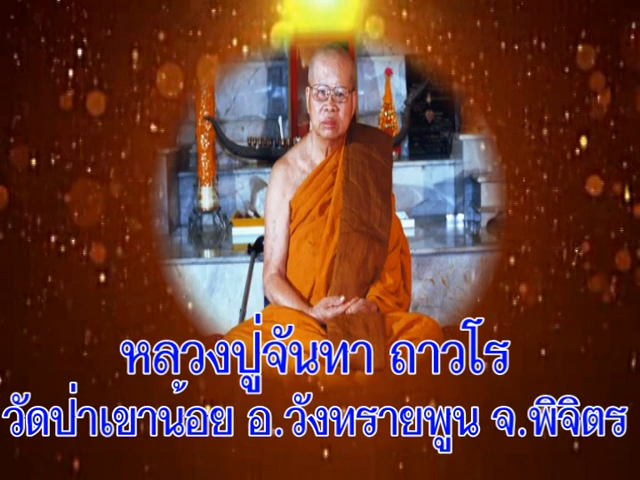 หลวงปู่จันทา ถาวโร
วัดป่าเขาน้อย อ.วังทรายพูน จ.พิจิตร